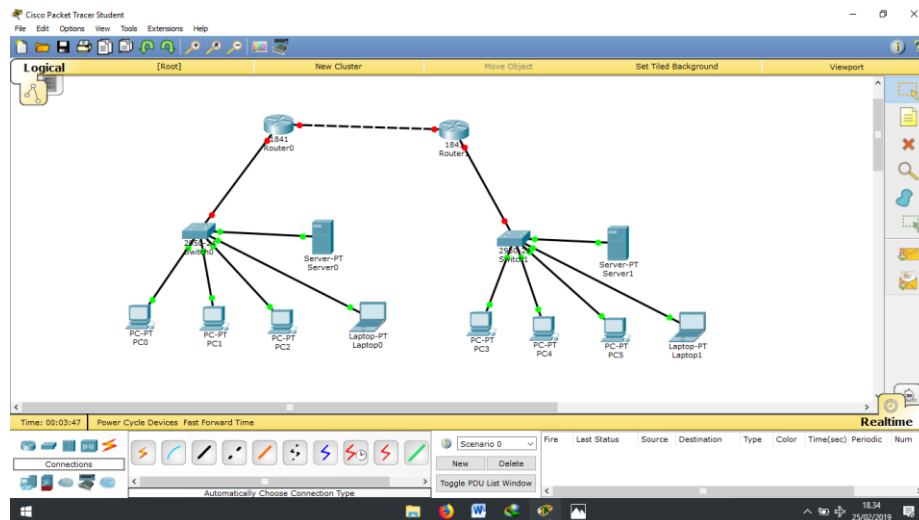 Cisco Packet Tracer Student
File Edit Options View Tools Extensions Help
Logical [Root] New Cluster Move Object Set Tiled Background Viewport
1841
Router0
1841
Router1
2950-24
Switch0
Server-PT
Server0
2950-24
Switch1
Server-PT
Server1
PC-PT
PC0
PC-PT
PC1
PC-PT
PC2
Laptop-PT
Laptop0
PC-PT
PC3
PC-PT
PC4
PC-PT
PC5
Laptop-PT
Laptop1
Time: 00:03:47 Power Cycle Devices Fast Forward Time Realtime
Connections
Automatically Choose Connection Type
Scenario 0
New Delete
Toggle PDU List Window
Fire Last Status Source Destination Type Color Time(sec) Periodic Num
18.34
25/02/2019